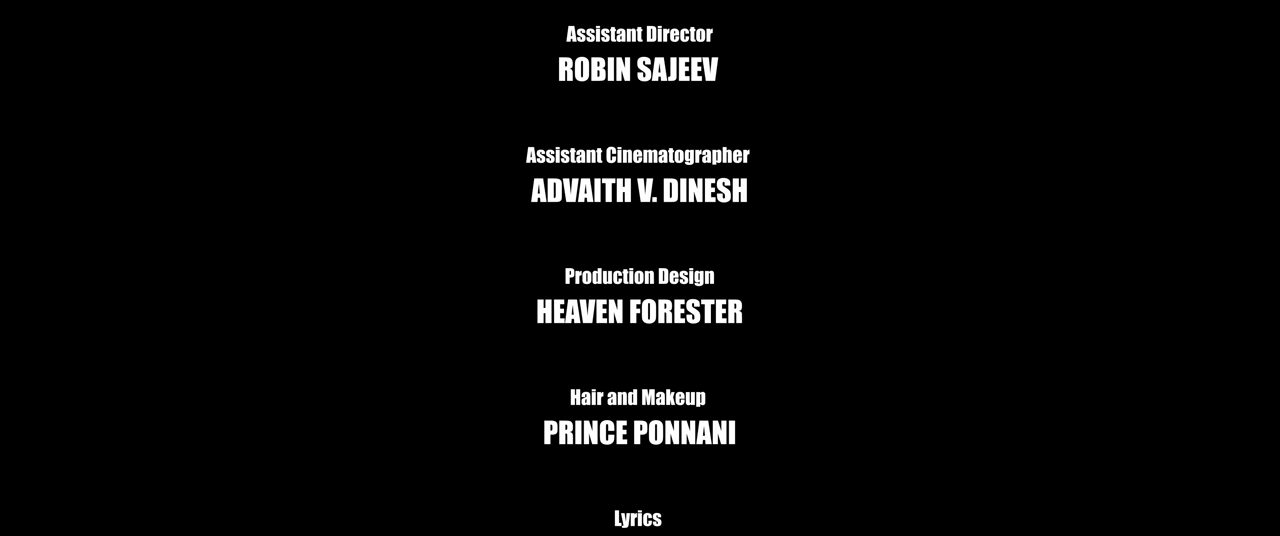 Assistant Director
ROBIN SAJEEV
Assistant Cinematographer
ADVAITH V. DINESH
Production Design
HEAVEN FORESTER
Hair and Makeup
PRINCE PONNANI
Lyrics